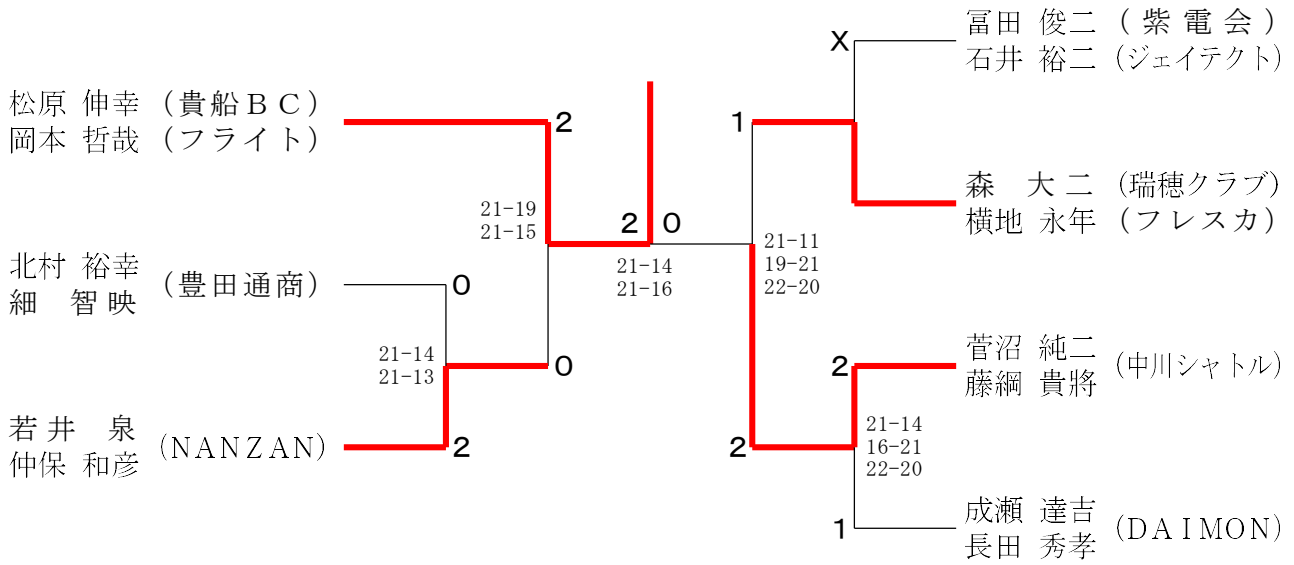 松原 伸幸 (貴船ＢＣ)
岡本 哲哉 (フライト)
北村 裕幸
細 智映
(豊田通商)
若井 泉
仲保 和彦
(NANZAN)
2
21-19
21-15
0
21-14
21-13
0
2
2 0
21-14
21-16
X
1
21-11
19-21
22-20
2
2
21-14
16-21
22-20
1
冨田 俊二 (紫電会)
石井 裕二 (ジェイテクト)
森 大二 (瑞穂クラブ)
横地 永年 (フレスカ)
菅沼 純二
藤綱 貴將
(中川シャトル)
成瀬 達吉
長田 秀孝
(DAIMON)